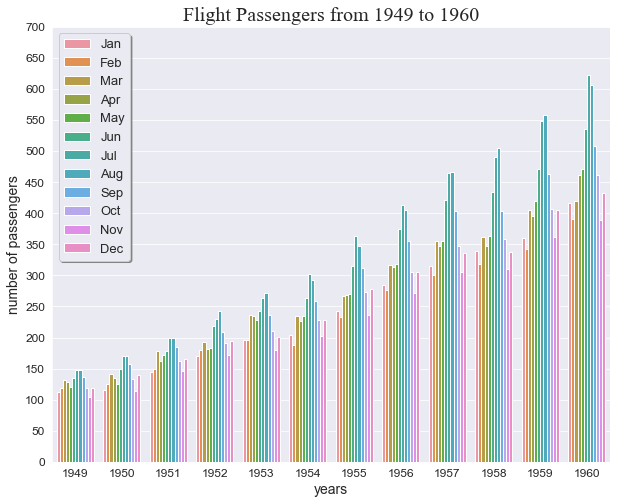 Flight Passengers from 1949 to 1960
700
650
600
550
500
450
400
350
300
250
200
150
100
50
0
number of passengers
Jan
Feb
Mar
Apr
May
Jun
Jul
Aug
Sep
Oct
Nov
Dec
1949 1950 1951 1952 1953 1954 1955 1956 1957 1958 1959 1960
years